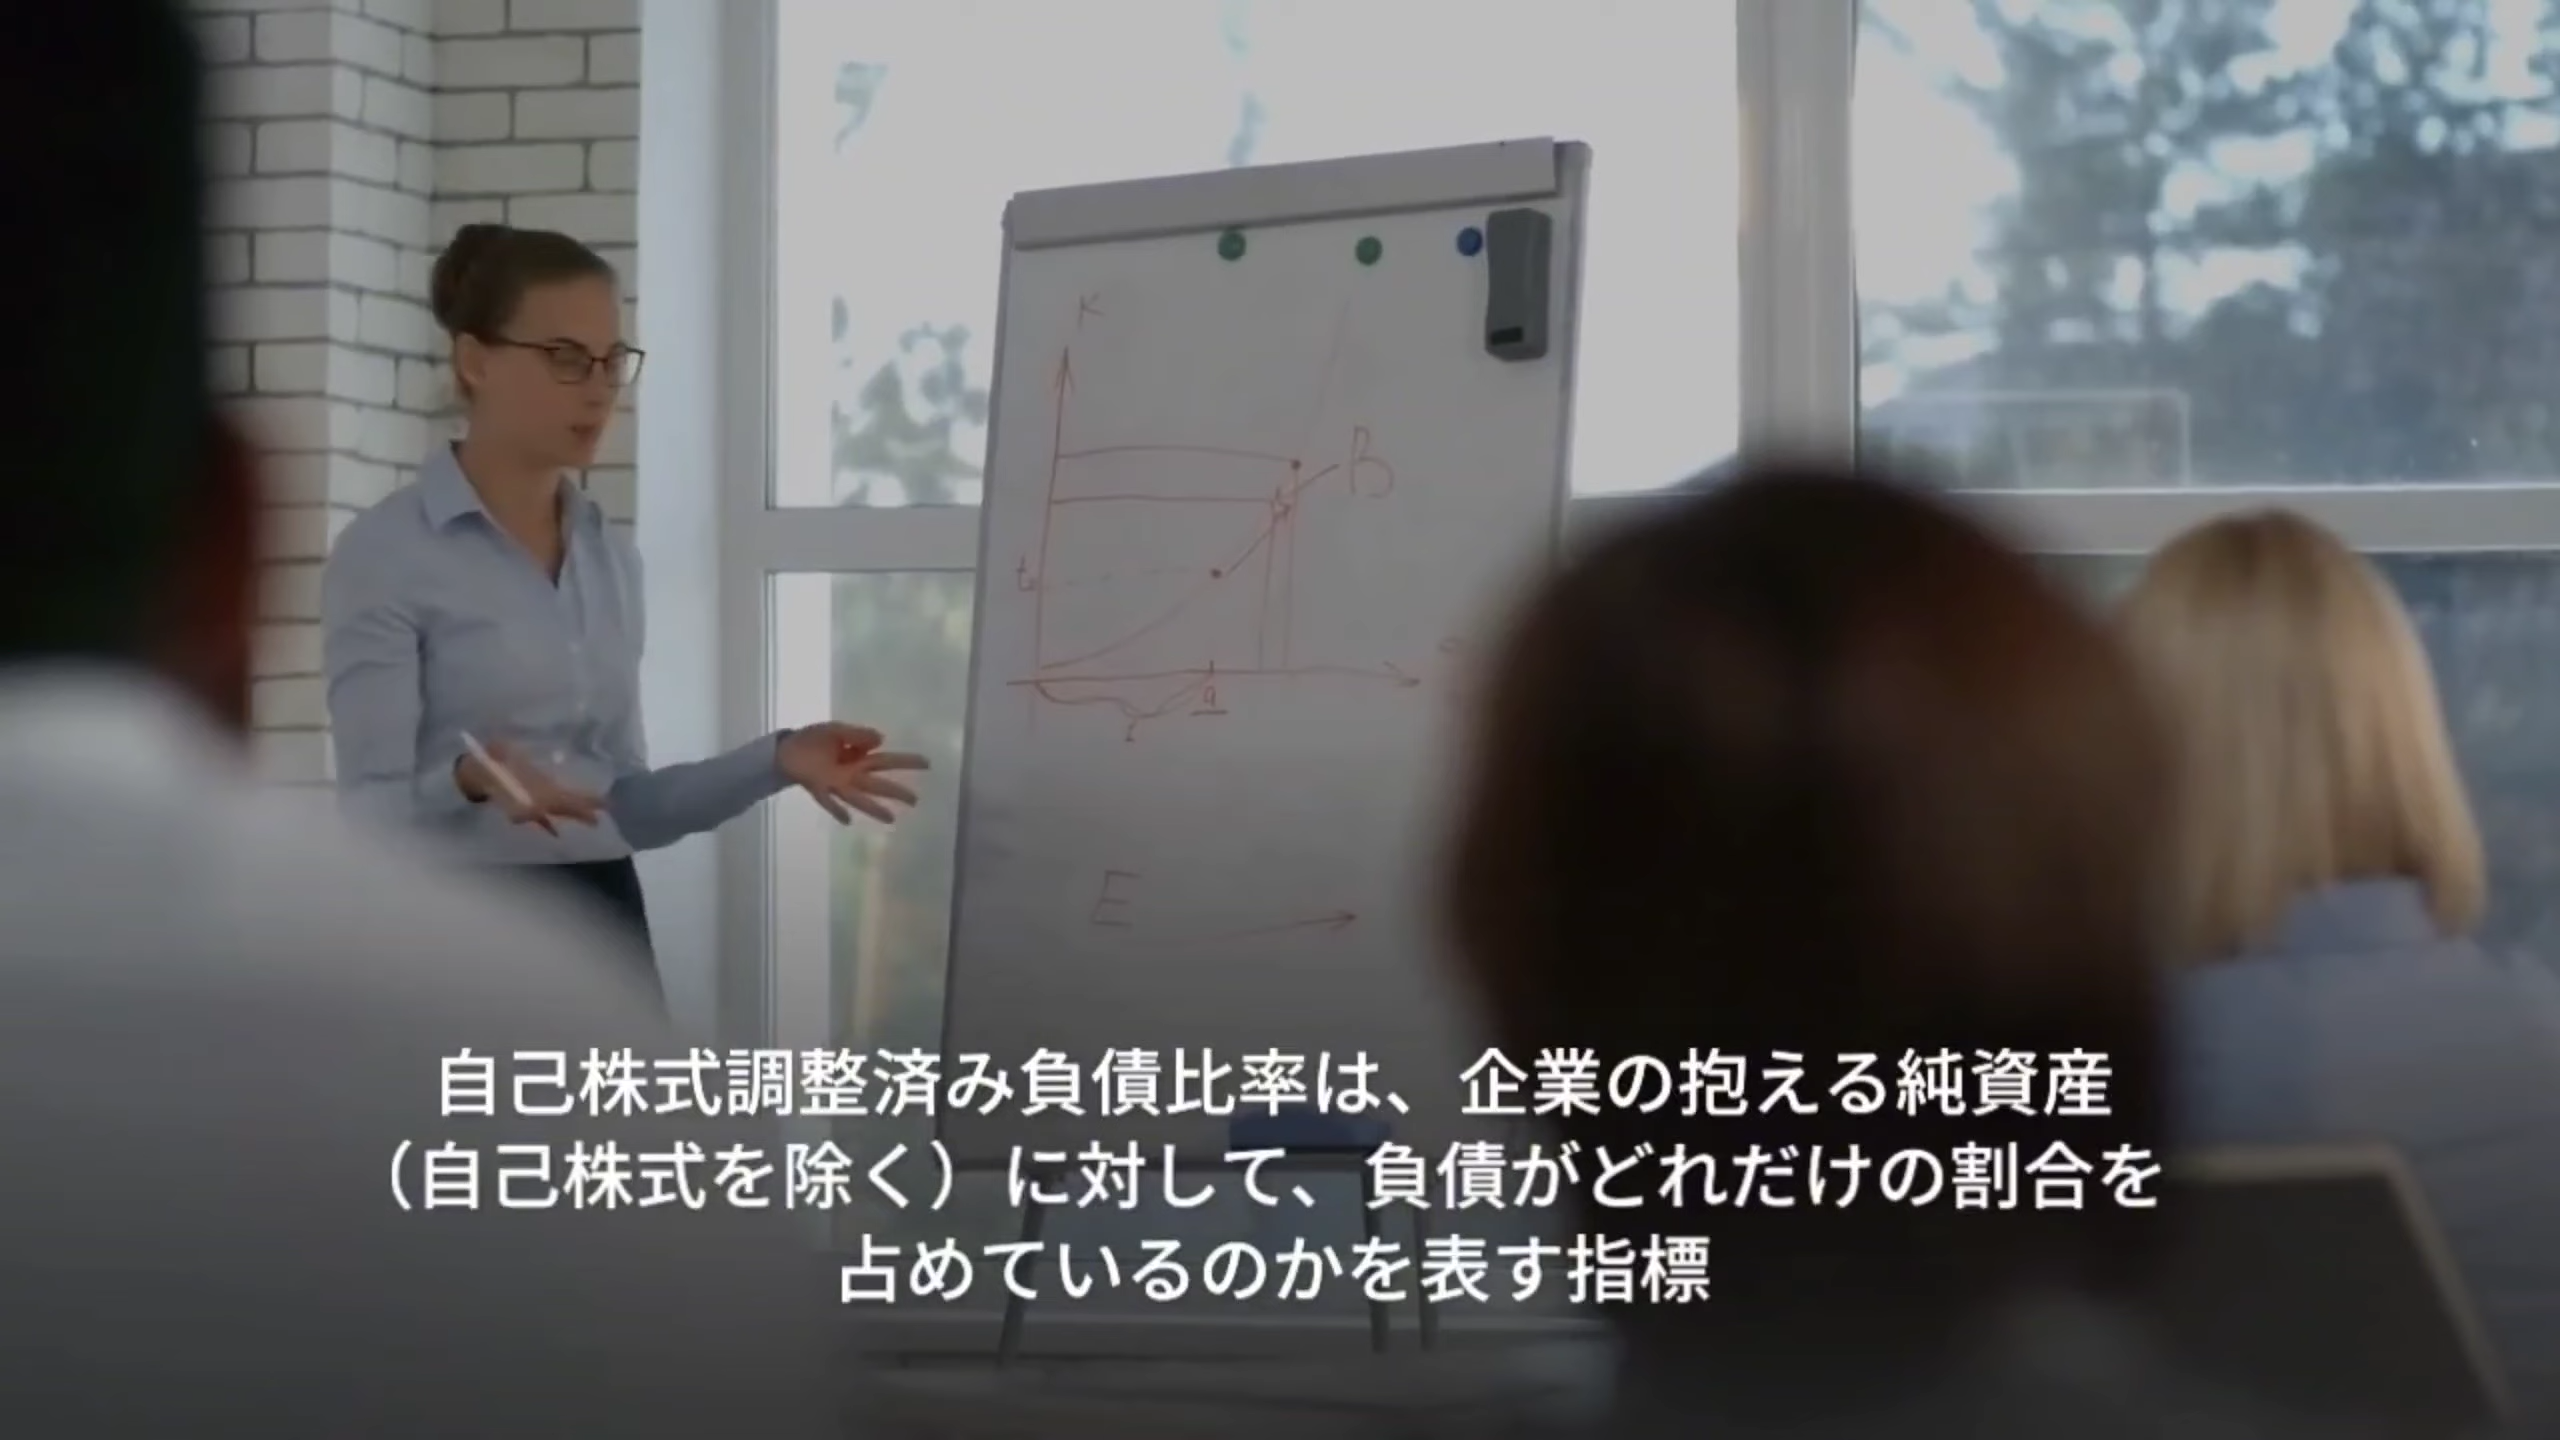 K
B
t
a
E
自己株式調整済み負債比率は、企業の抱える純資産
（自己株式を除く）に対して、負債がどれだけの割合を
占めているのかを表す指標